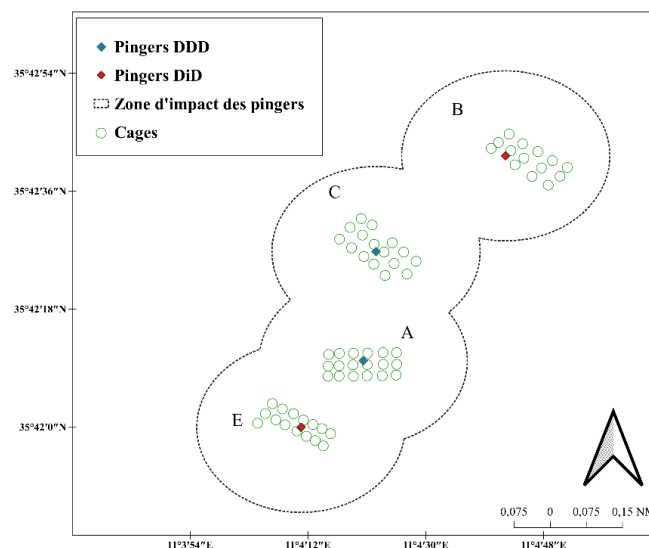 Pingers DDD
Pingers DiD
Zone d'impact des pingers
Cages
35°42'54"N
35°42'36"N
35°42'18"N
35°42'0"N
B
C
A
E
0.075 0 0.075 0.15 NM
11°3'54"E 11°4'12"E 11°4'30"E 11°4'48"E